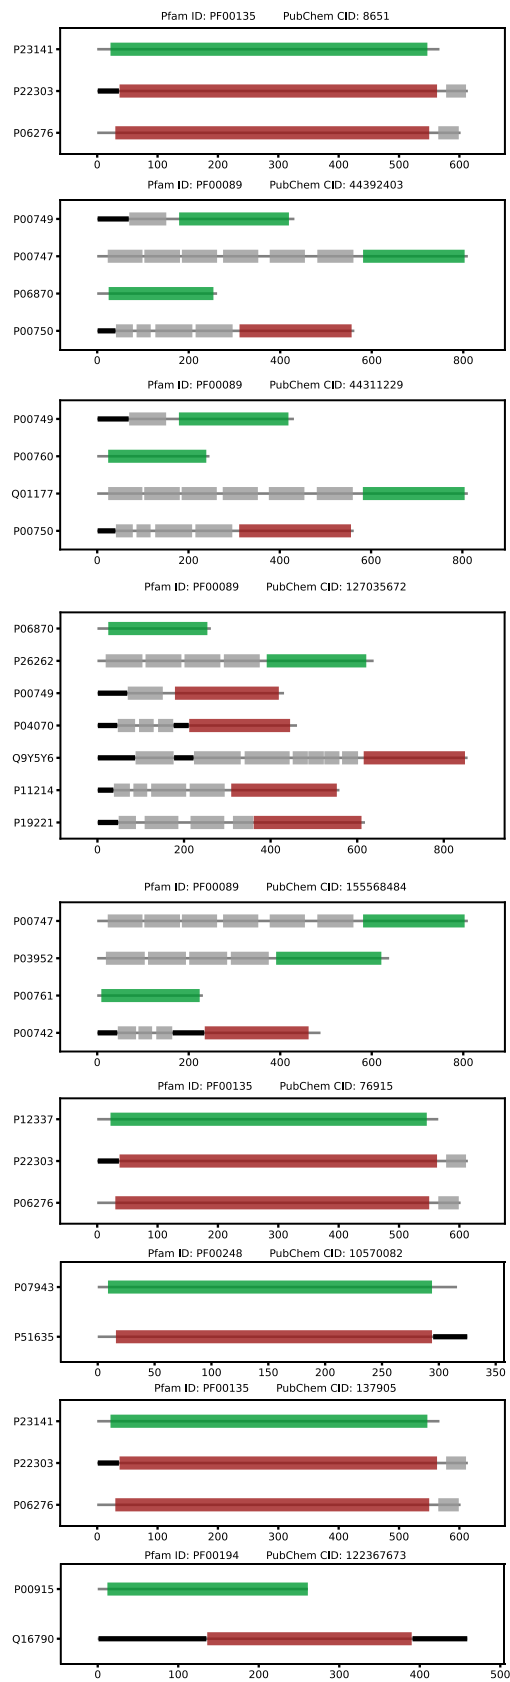 Pfam ID: PF00135 PubChem CID: 8651
P23141
P22303
P06276
0 100 200 300 400 500 600
Pfam ID: PF00089 PubChem CID: 44392403
P00749
P00747
P06870
P00750
0 200 400 600 800
Pfam ID: PF00089 PubChem CID: 44311229
P00749
P00760
Q01177
P00750
0 200 400 600 800
Pfam ID: PF00089 PubChem CID: 127035672
P06870
P26262
P00749
P04070
Q9Y5Y6
P11214
P19221
0 200 400 600 800
Pfam ID: PF00089 PubChem CID: 155568484
P00747
P03952
P00761
P00742
0 200 400 600 800
Pfam ID: PF00135 PubChem CID: 76915
P12337
P22303
P06276
0 100 200 300 400 500 600
Pfam ID: PF00248 PubChem CID: 10570082
P07943
P51635
0 50 100 150 200 250 300 350
Pfam ID: PF00135 PubChem CID: 137905
P23141
P22303
P06276
0 100 200 300 400 500 600
Pfam ID: PF00194 PubChem CID: 122367673
P00915
Q16790
0 100 200 300 400 500